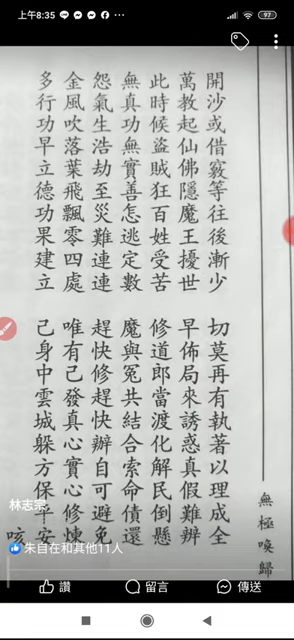 上午8:35
97
開沙或借竅等往後漸少 切莫再有執著以理成全
萬教起仙佛隱魔王擾世 早佈局來誘惑真假難辨
此時候盜賊狂百姓受苦 修道郎當渡化解民倒懸
無真功無實善怎逃定數 魔與冤共結合索命債還
怨氣生浩劫至災難連連 趕快修趕快辦自可避免
金風吹落葉飛飄零四處 唯有己發真心實心修煉
多行功早立德功果建立 己身中雲城躲方保平安
咳
無極喚歸
林志宗
朱自在和其他11人
讚 留言 傳送